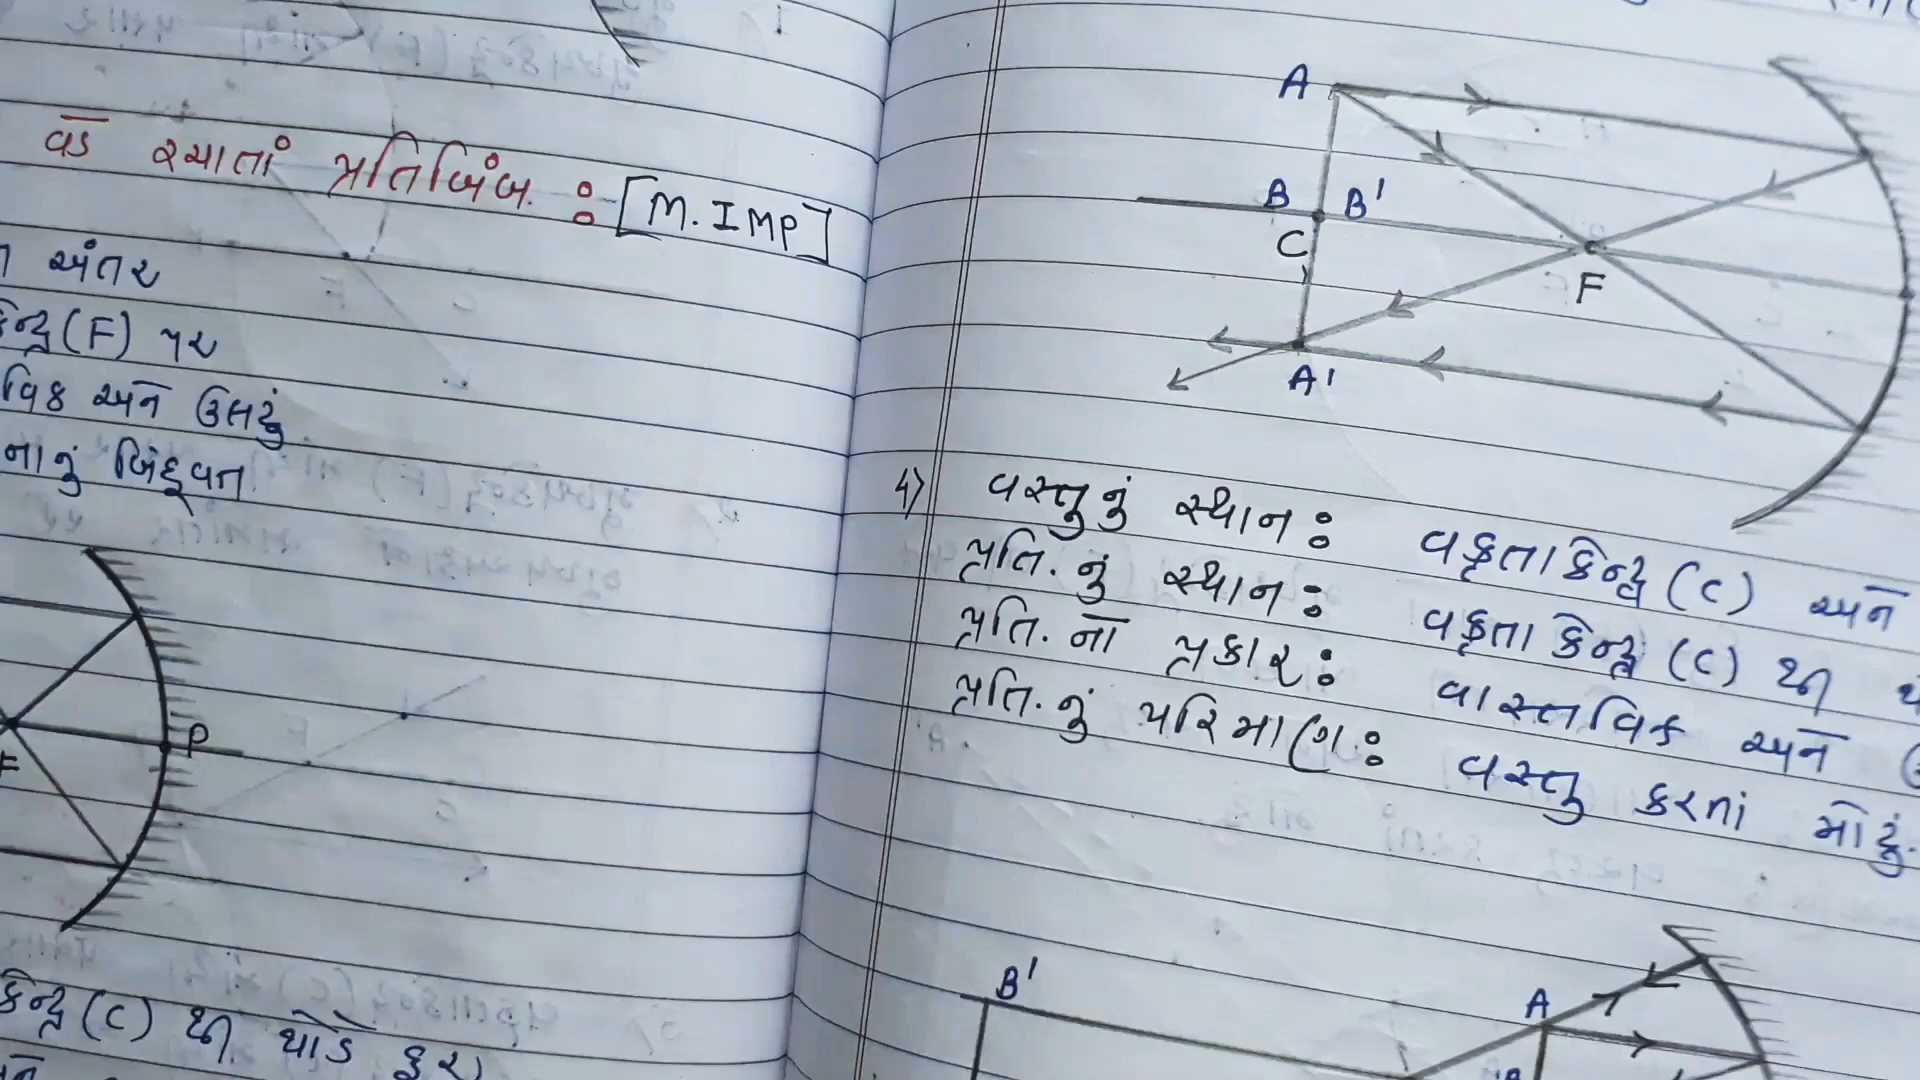 વડે રચાતાં પ્રતિબિંબ : [M. IMP]
અંતર
(F) પર
અને ઉલટું
બિંદુવત
P
F
કેન્દ્ર (C) થી થોડે દૂર
A
B B'
C
F
A'
4) વસ્તુનું સ્થાન : વક્રતાકેન્દ્ર (C) અને
પ્રતિ. નું સ્થાન : વક્રતા કેન્દ્ર (C) થી
પ્રતિ. નો પ્રકાર : વાસ્તવિક અને
પ્રતિ. નું પરિમાણ : વસ્તુ કરતાં મોટું.
B'
A